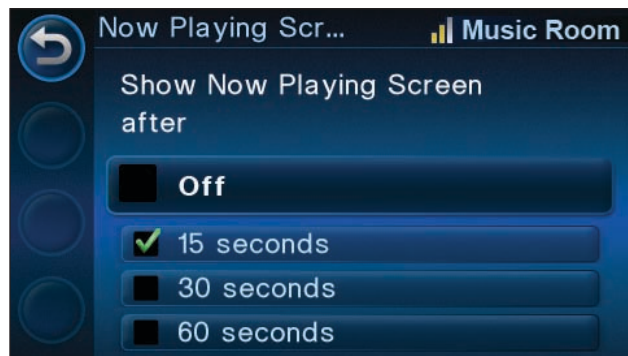 Now Playing Scr... Music Room
Show Now Playing Screen
after
Off
15 seconds
30 seconds
60 seconds